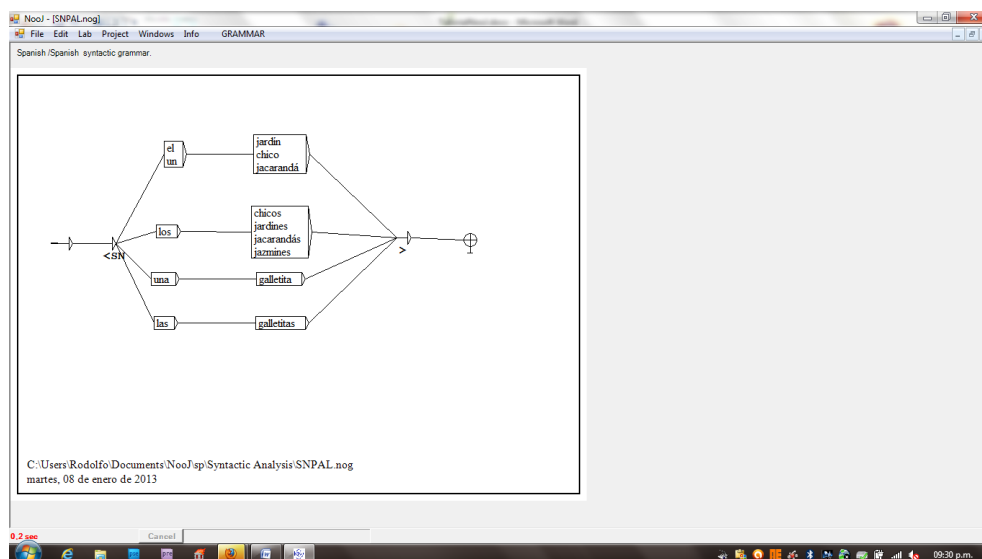 NooJ - [SNPAL.nog]
File Edit Lab Project Windows Info GRAMMAR
Spanish /Spanish syntactic grammar.
el
un
jardín
chico
jacarandá
los
chicos
jardines
jacarandás
jazmines
<SN
>
una
galletita
las
galletitas
C:\Users\Rodolfo\Documents\NooJ\sp\Syntactic Analysis\SNPAL.nog
martes, 08 de enero de 2013
0,2 sec
Cancel
09:30 p.m.